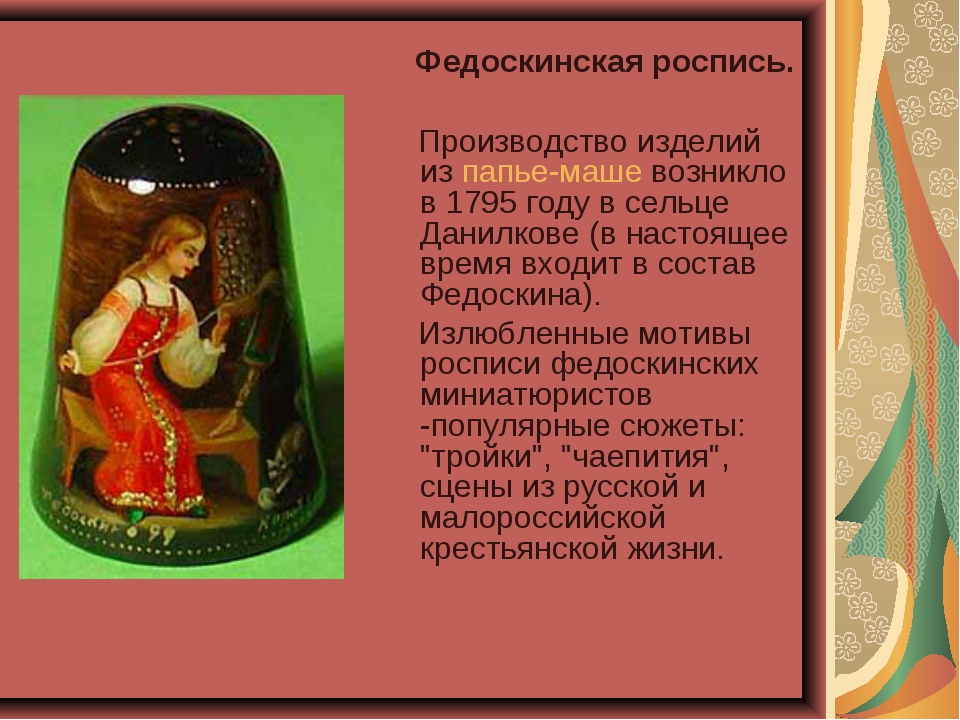 Федоскинская роспись.
Производство изделий
из папье-маше возникло
в 1795 году в сельце
Данилкове (в настоящее
время входит в состав
Федоскина).
Излюбленные мотивы
росписи федоскинских
миниатюристов
-популярные сюжеты:
"тройки", "чаепития",
сцены из русской и
малороссийской
крестьянской жизни.